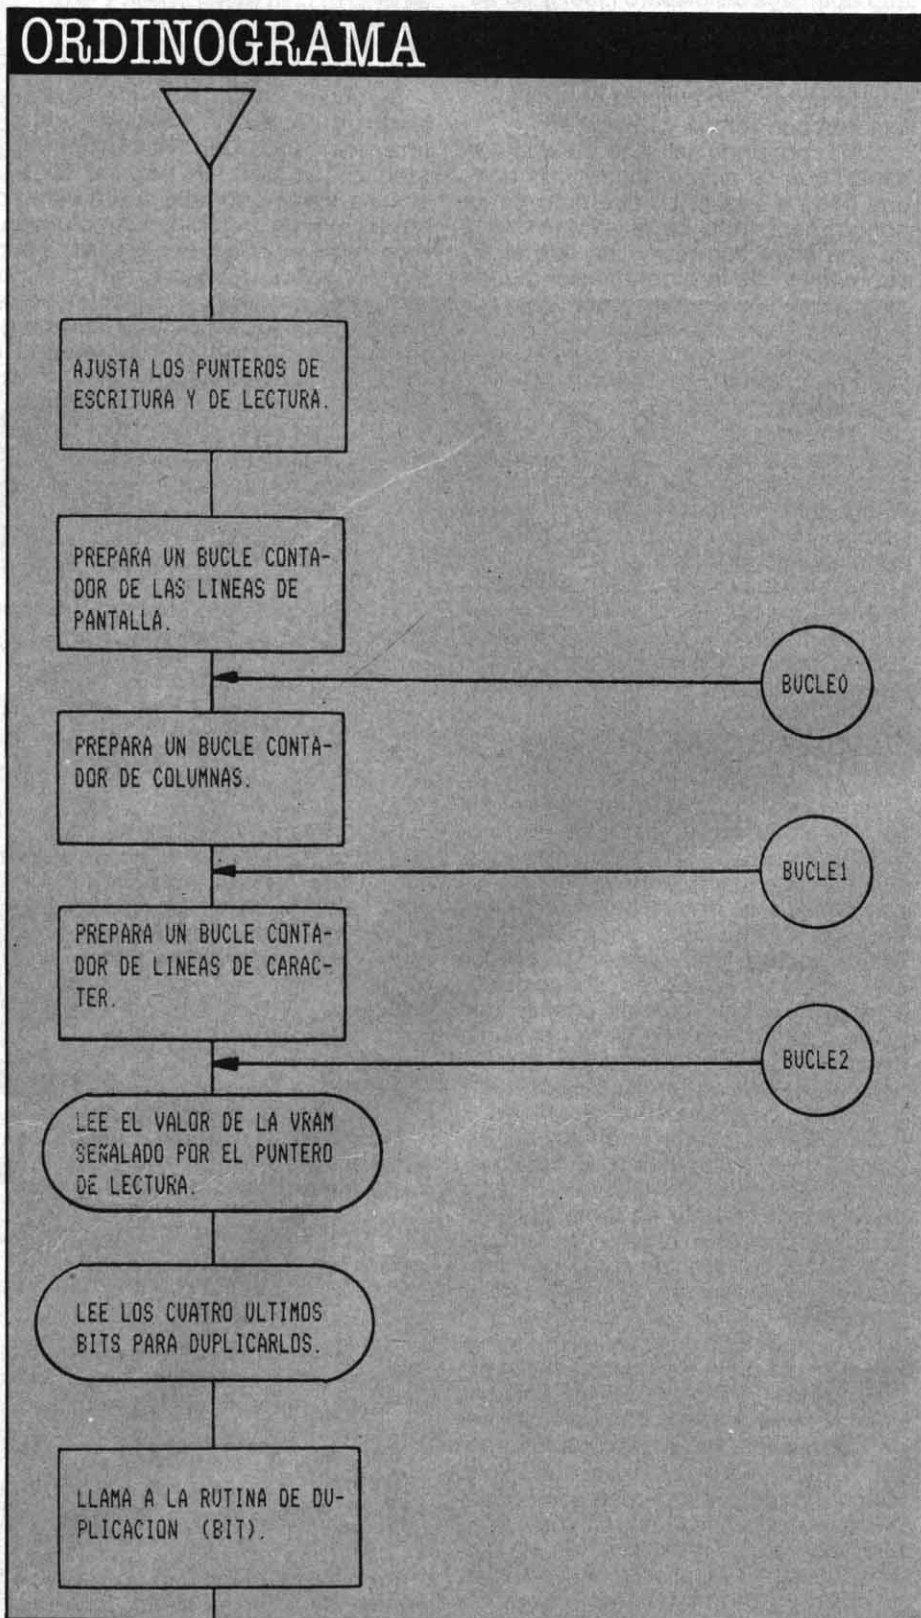 ORDINOGRAMA
AJUSTA LOS PUNTEROS DE
ESCRITURA Y DE LECTURA.
PREPARA UN BUCLE CONTA-
DOR DE LAS LINEAS DE
PANTALLA.
BUCLE0
PREPARA UN BUCLE CONTA-
DOR DE COLUMNAS.
BUCLE1
PREPARA UN BUCLE CONTA-
DOR DE LINEAS DE CARAC-
TER.
BUCLE2
LEE EL VALOR DE LA VRAM
SEÑALADO POR EL PUNTERO
DE LECTURA.
LEE LOS CUATRO ULTIMOS
BITS PARA DUPLICARLOS.
LLAMA A LA RUTINA DE DU-
PLICACION (BIT).